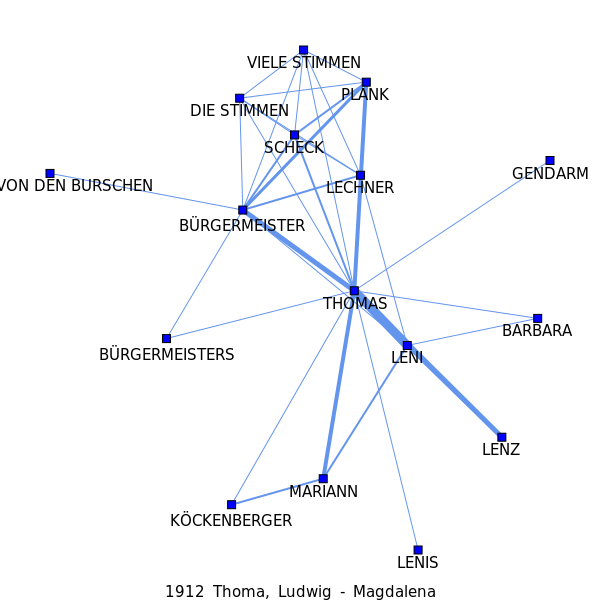 VIELE STIMMEN
PLANK
DIE STIMMEN
SCHECK
GENDARM
VON DEN BURSCHEN
LECHNER
BÜRGERMEISTER
THOMAS
BARBARA
BÜRGERMEISTERS
LENI
LENZ
MARIANN
KÖCKENBERGER
LENIS
1912 Thoma, Ludwig - Magdalena